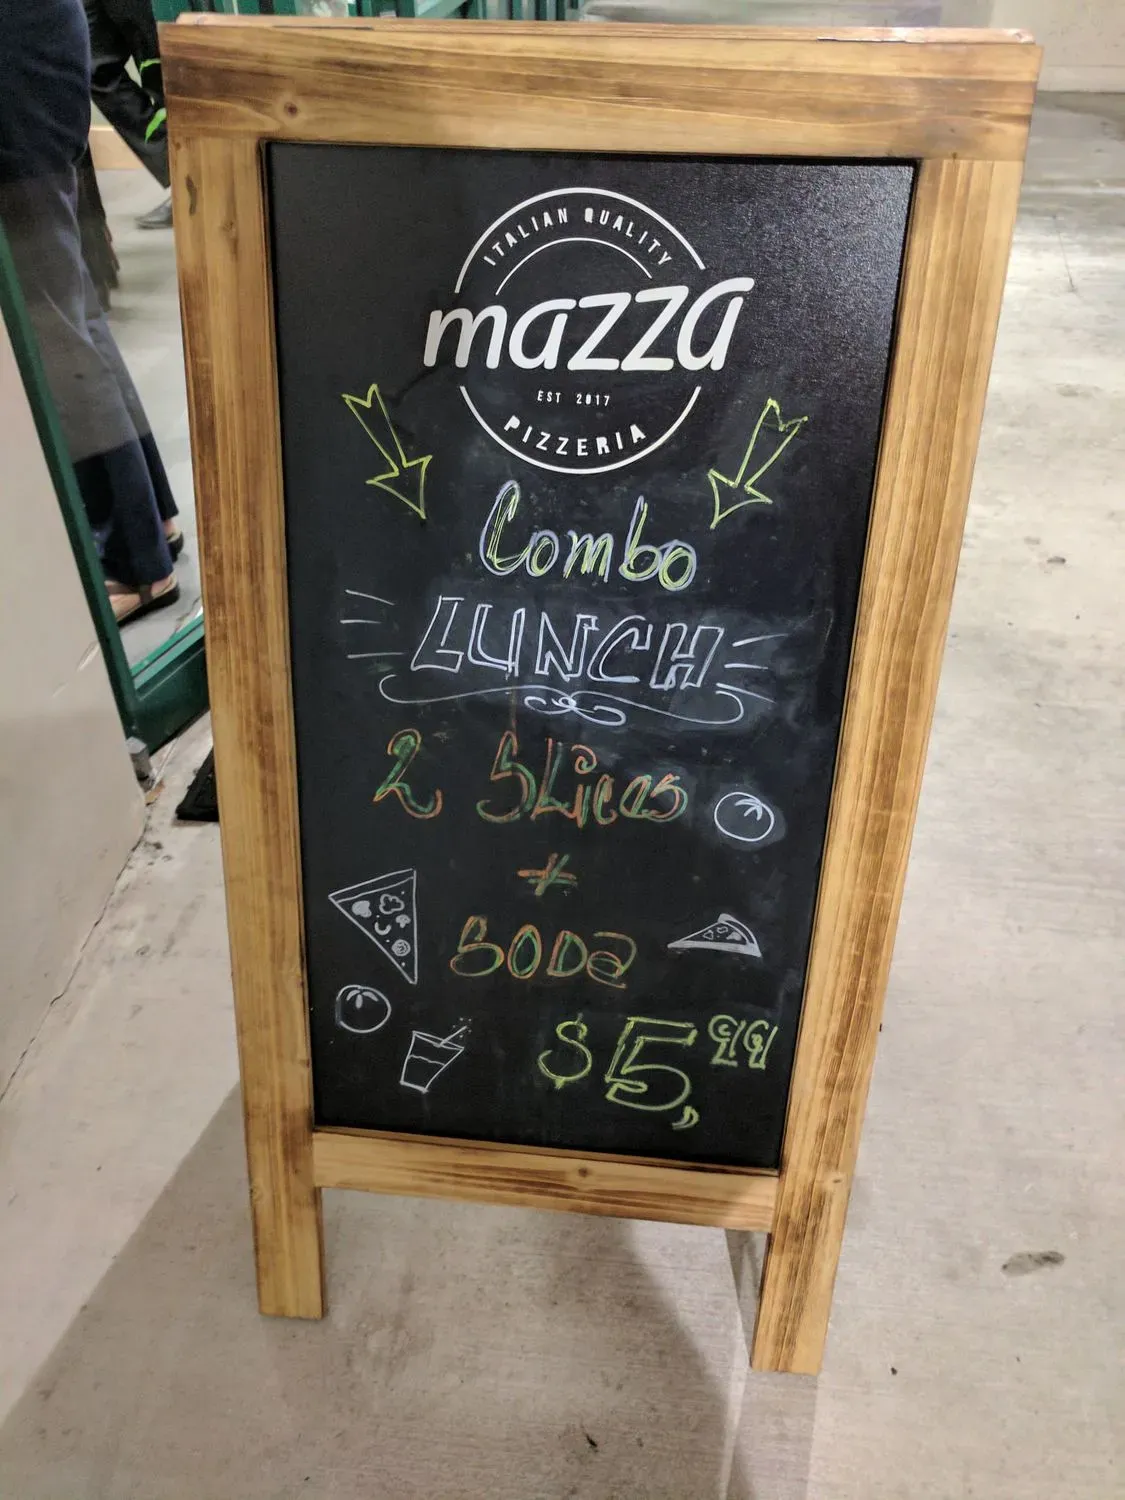 ITALIAN QUALITY
mazza
EST 2017
PIZZERIA
Combo
LUNCH
2 SLices
+
SODa
$5,99